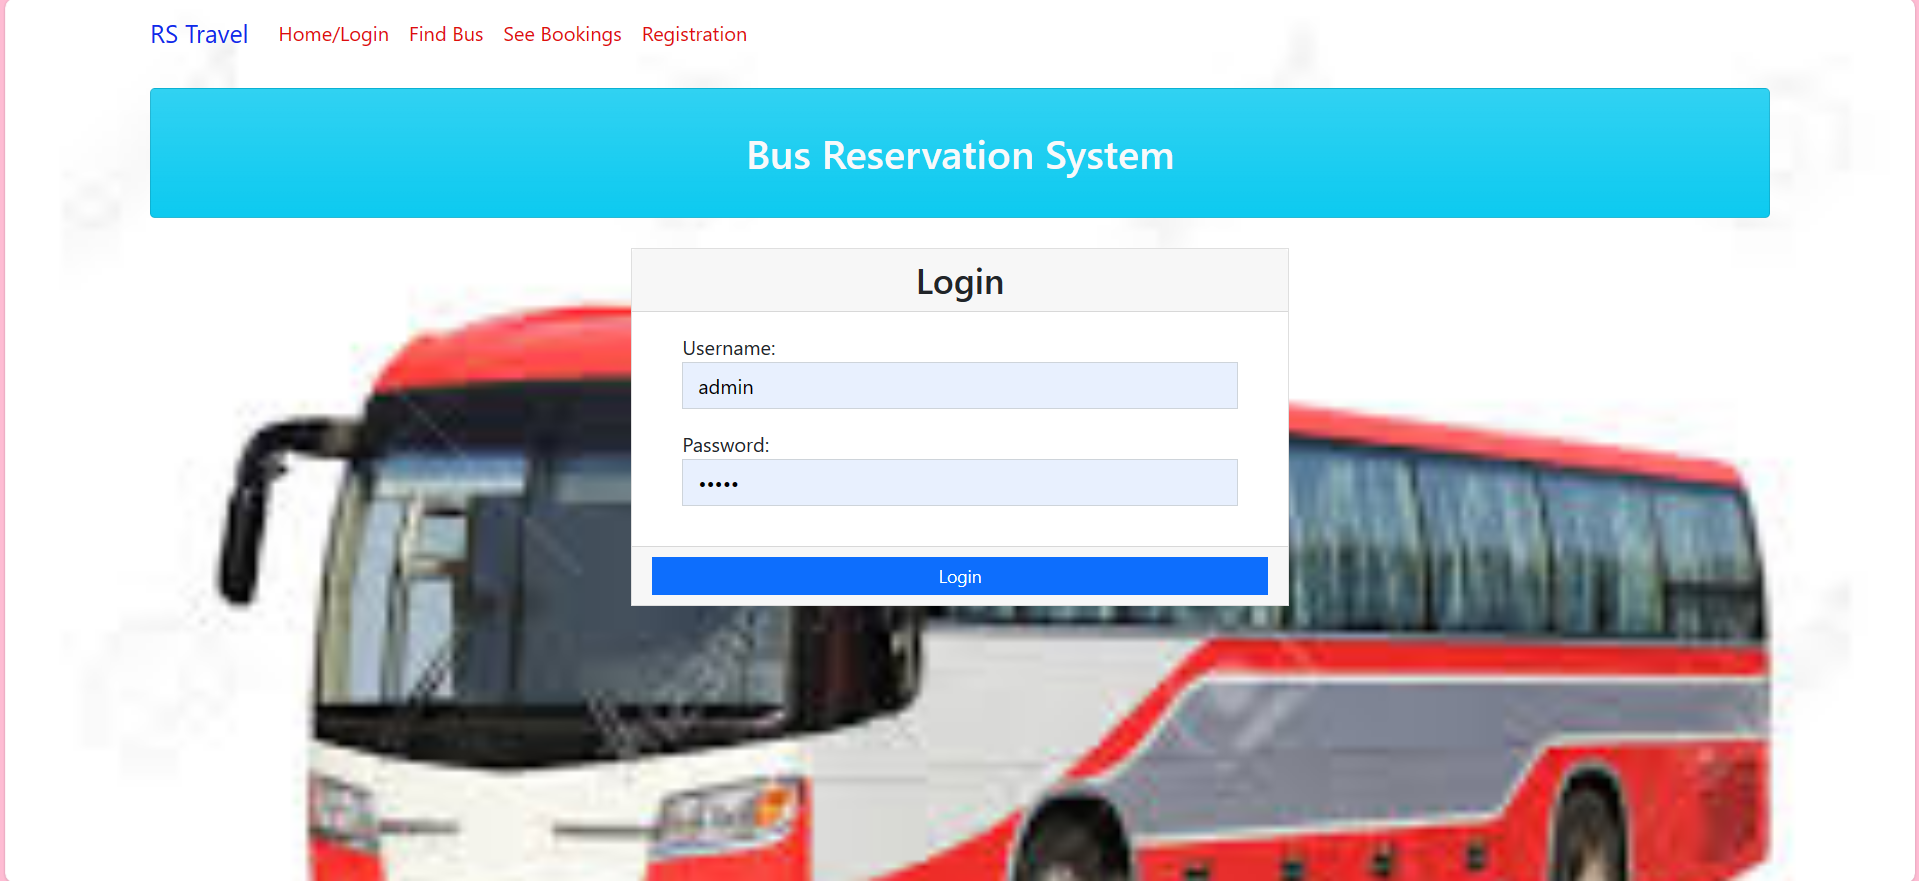 RS Travel Home/Login Find Bus See Bookings Registration
Bus Reservation System
Login
Username:
admin
Password:
•••••
Login